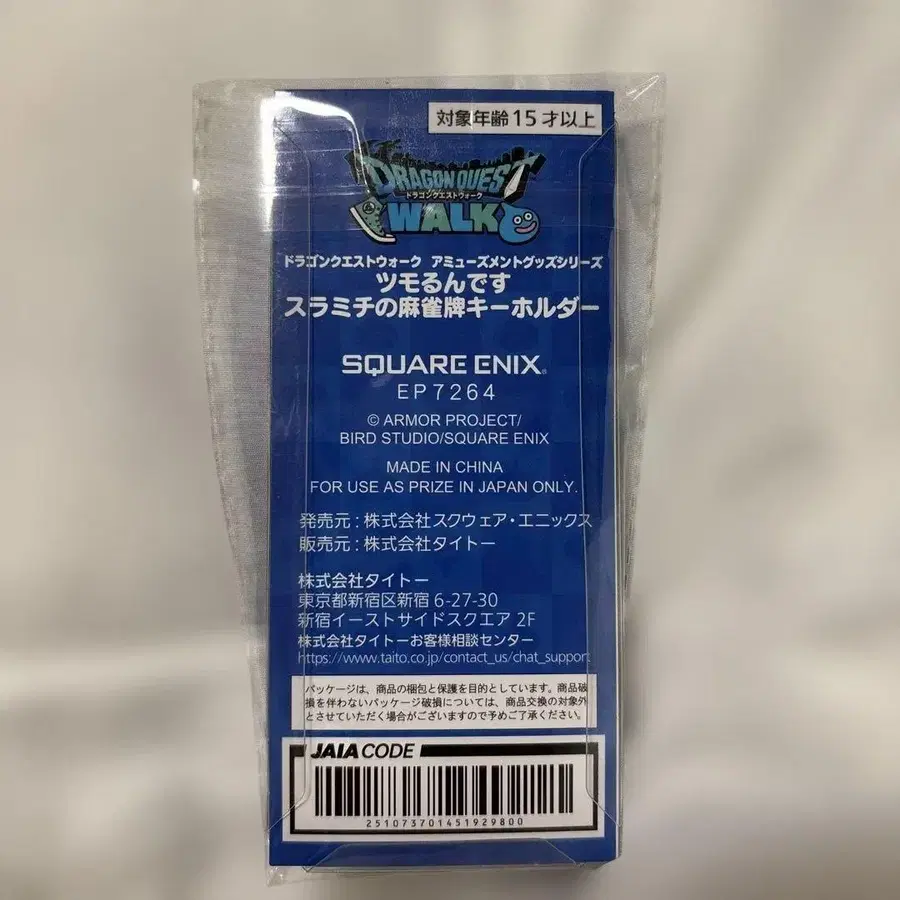 対象年齢15才以上
DRAGON QUEST
ドラゴンクエストウォーク
WALK
ドラゴンクエストウォーク アミューズメントグッズシリーズ
ツモるんです
スラミチの麻雀牌キーホルダー
SQUARE ENIX®
EP7264
© ARMOR PROJECT/
BIRD STUDIO/SQUARE ENIX
MADE IN CHINA
FOR USE AS PRIZE IN JAPAN ONLY.
発売元:株式会社スクウェア・エニックス
販売元:株式会社タイトー
株式会社タイトー
東京都新宿区新宿 6-27-30
新宿イーストサイドスクエア 2F
株式会社タイトーお客様相談センター
https://www.taito.co.jp/contact_us/chat_support
パッケージは、商品の梱包と保護を目的としています。商品破
損を伴わないパッケージ破損については、商品交換の対象外
とさせていただく場合がございますので予めご了承ください。
JAIA CODE
251073701451929800